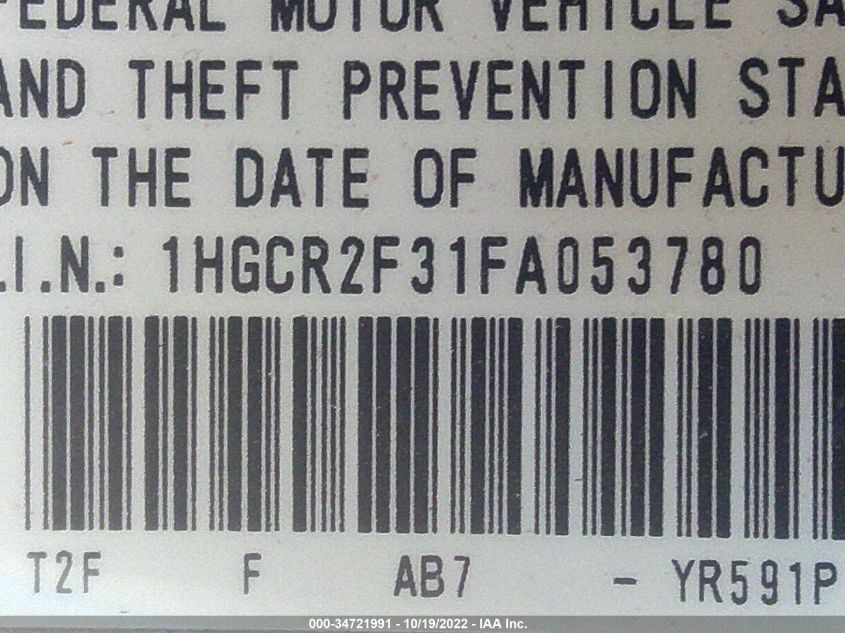 FEDERAL MOTOR VEHICLE SA
AND THEFT PREVENTION STA
ON THE DATE OF MANUFACTU
.I.N.: 1HGCR2F31FA053780
T2F F AB7 - YR591P
000-34721991 - 10/19/2022 - IAA Inc.